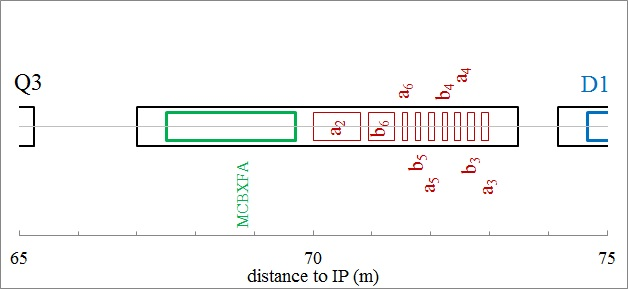 Q3
D1
a6
b4
a4
a2
b6
b5
a5
b3
a3
MCBXFA
65
70
75
distance to IP (m)